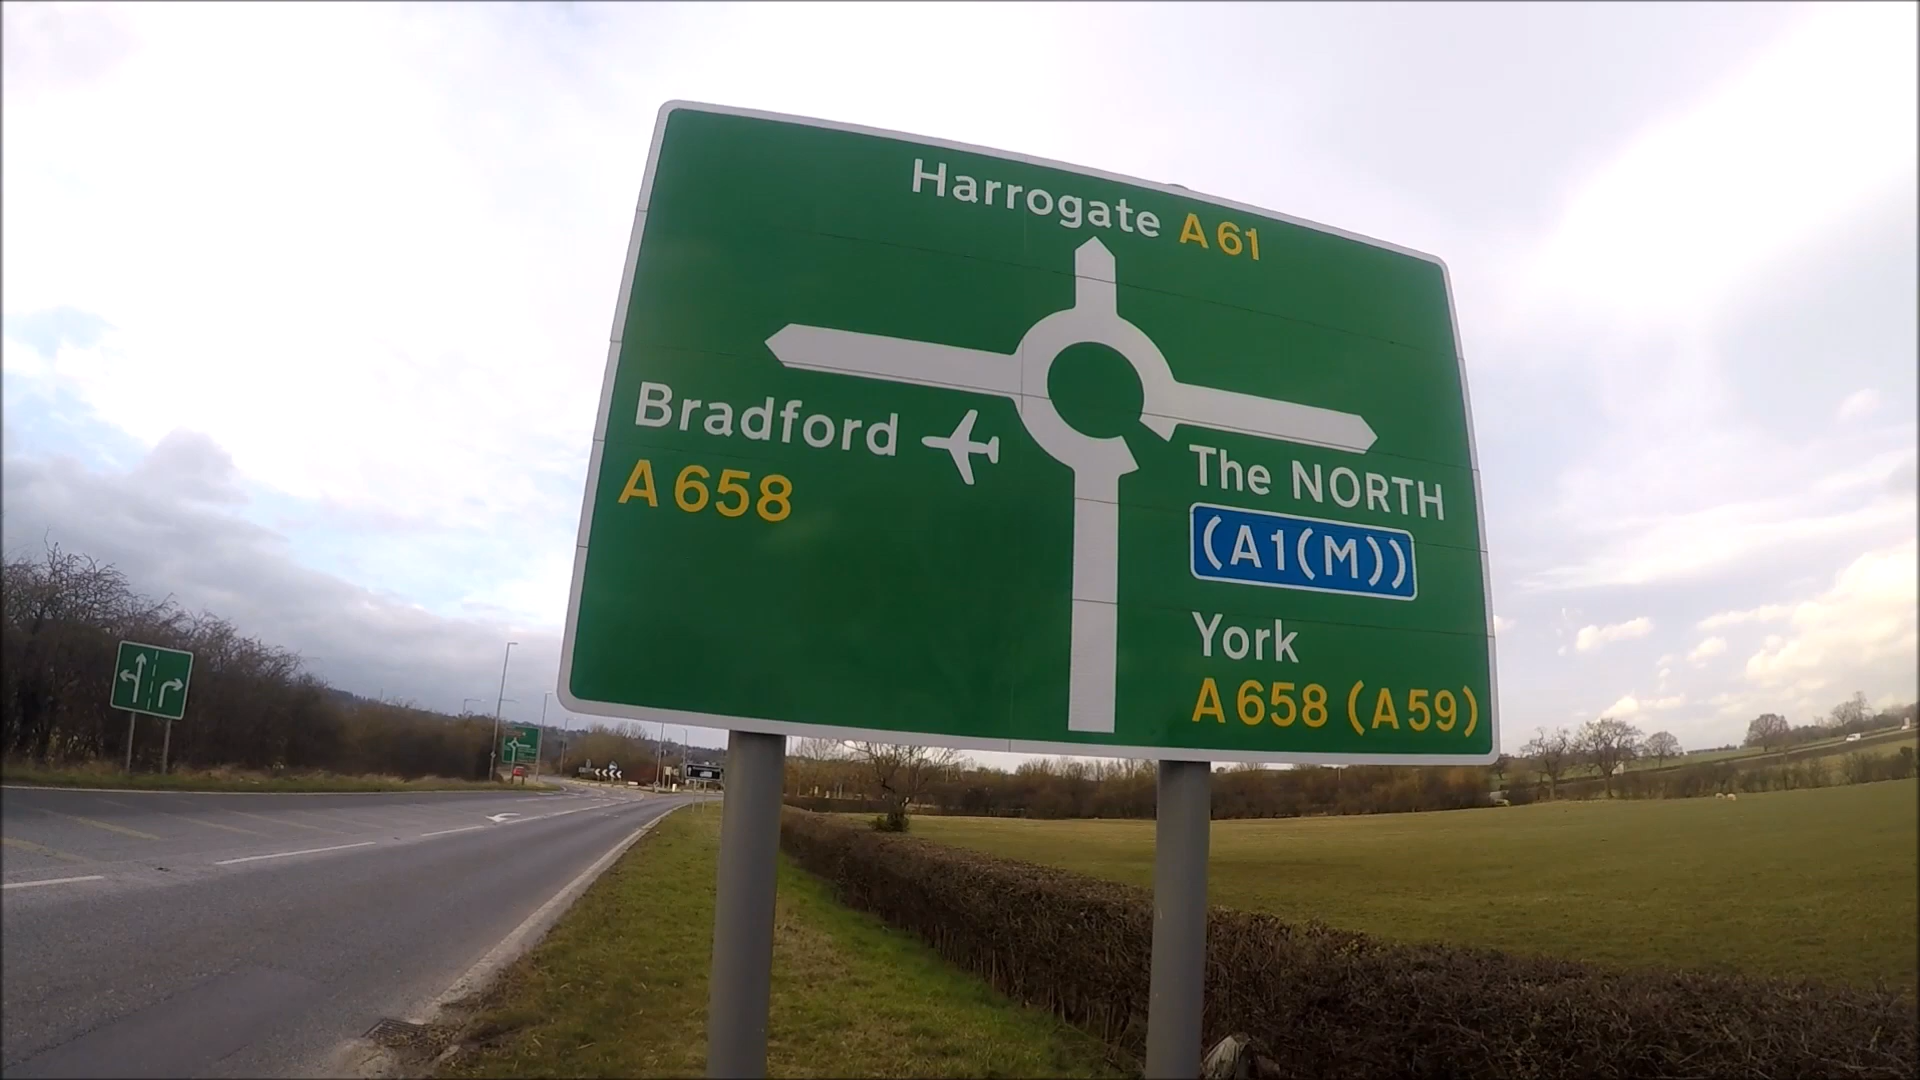 Harrogate A61
Bradford
A658
The NORTH
(A1(M))
York
A658 (A59)